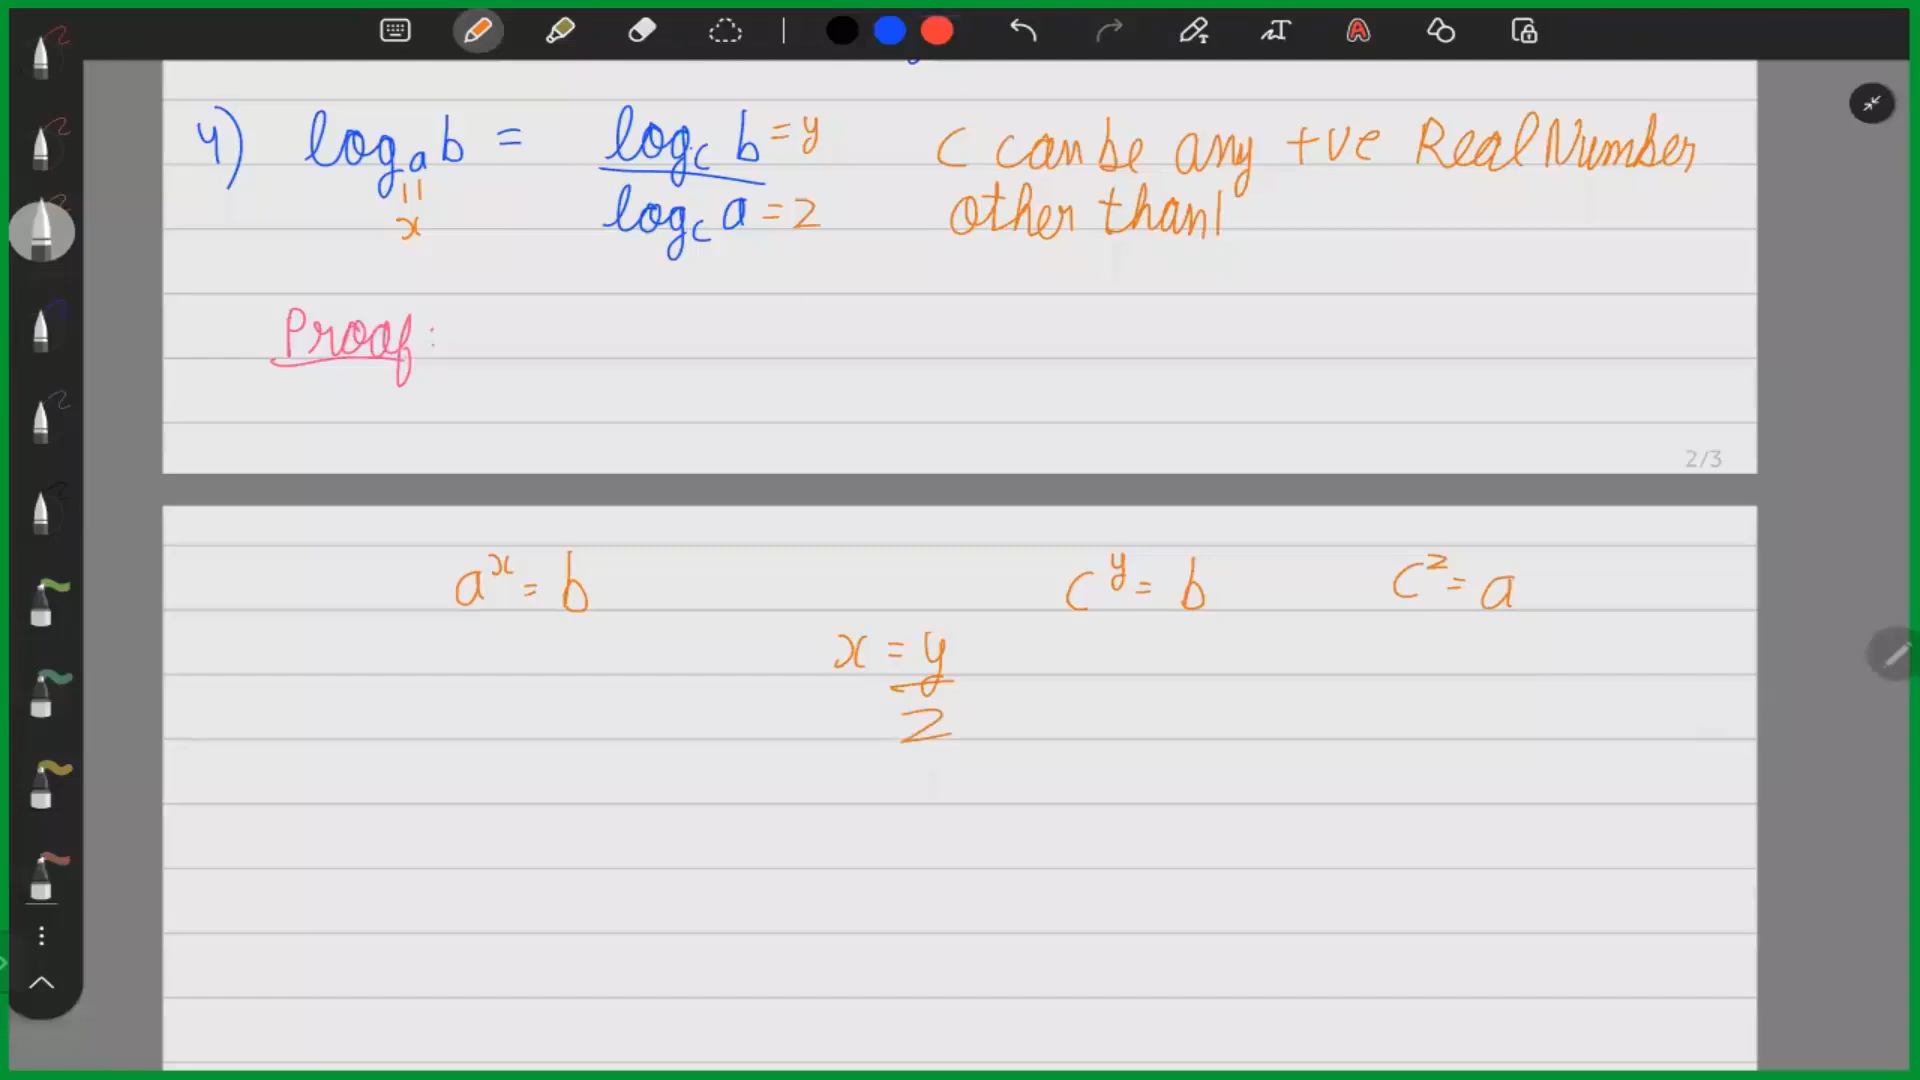 4) log_a b = log_c b = y / log_c a = z C can be any +ve Real Number
|| x other than 1
Proof:
2/3
a^x = b c^y = b c^z = a
x = y
z